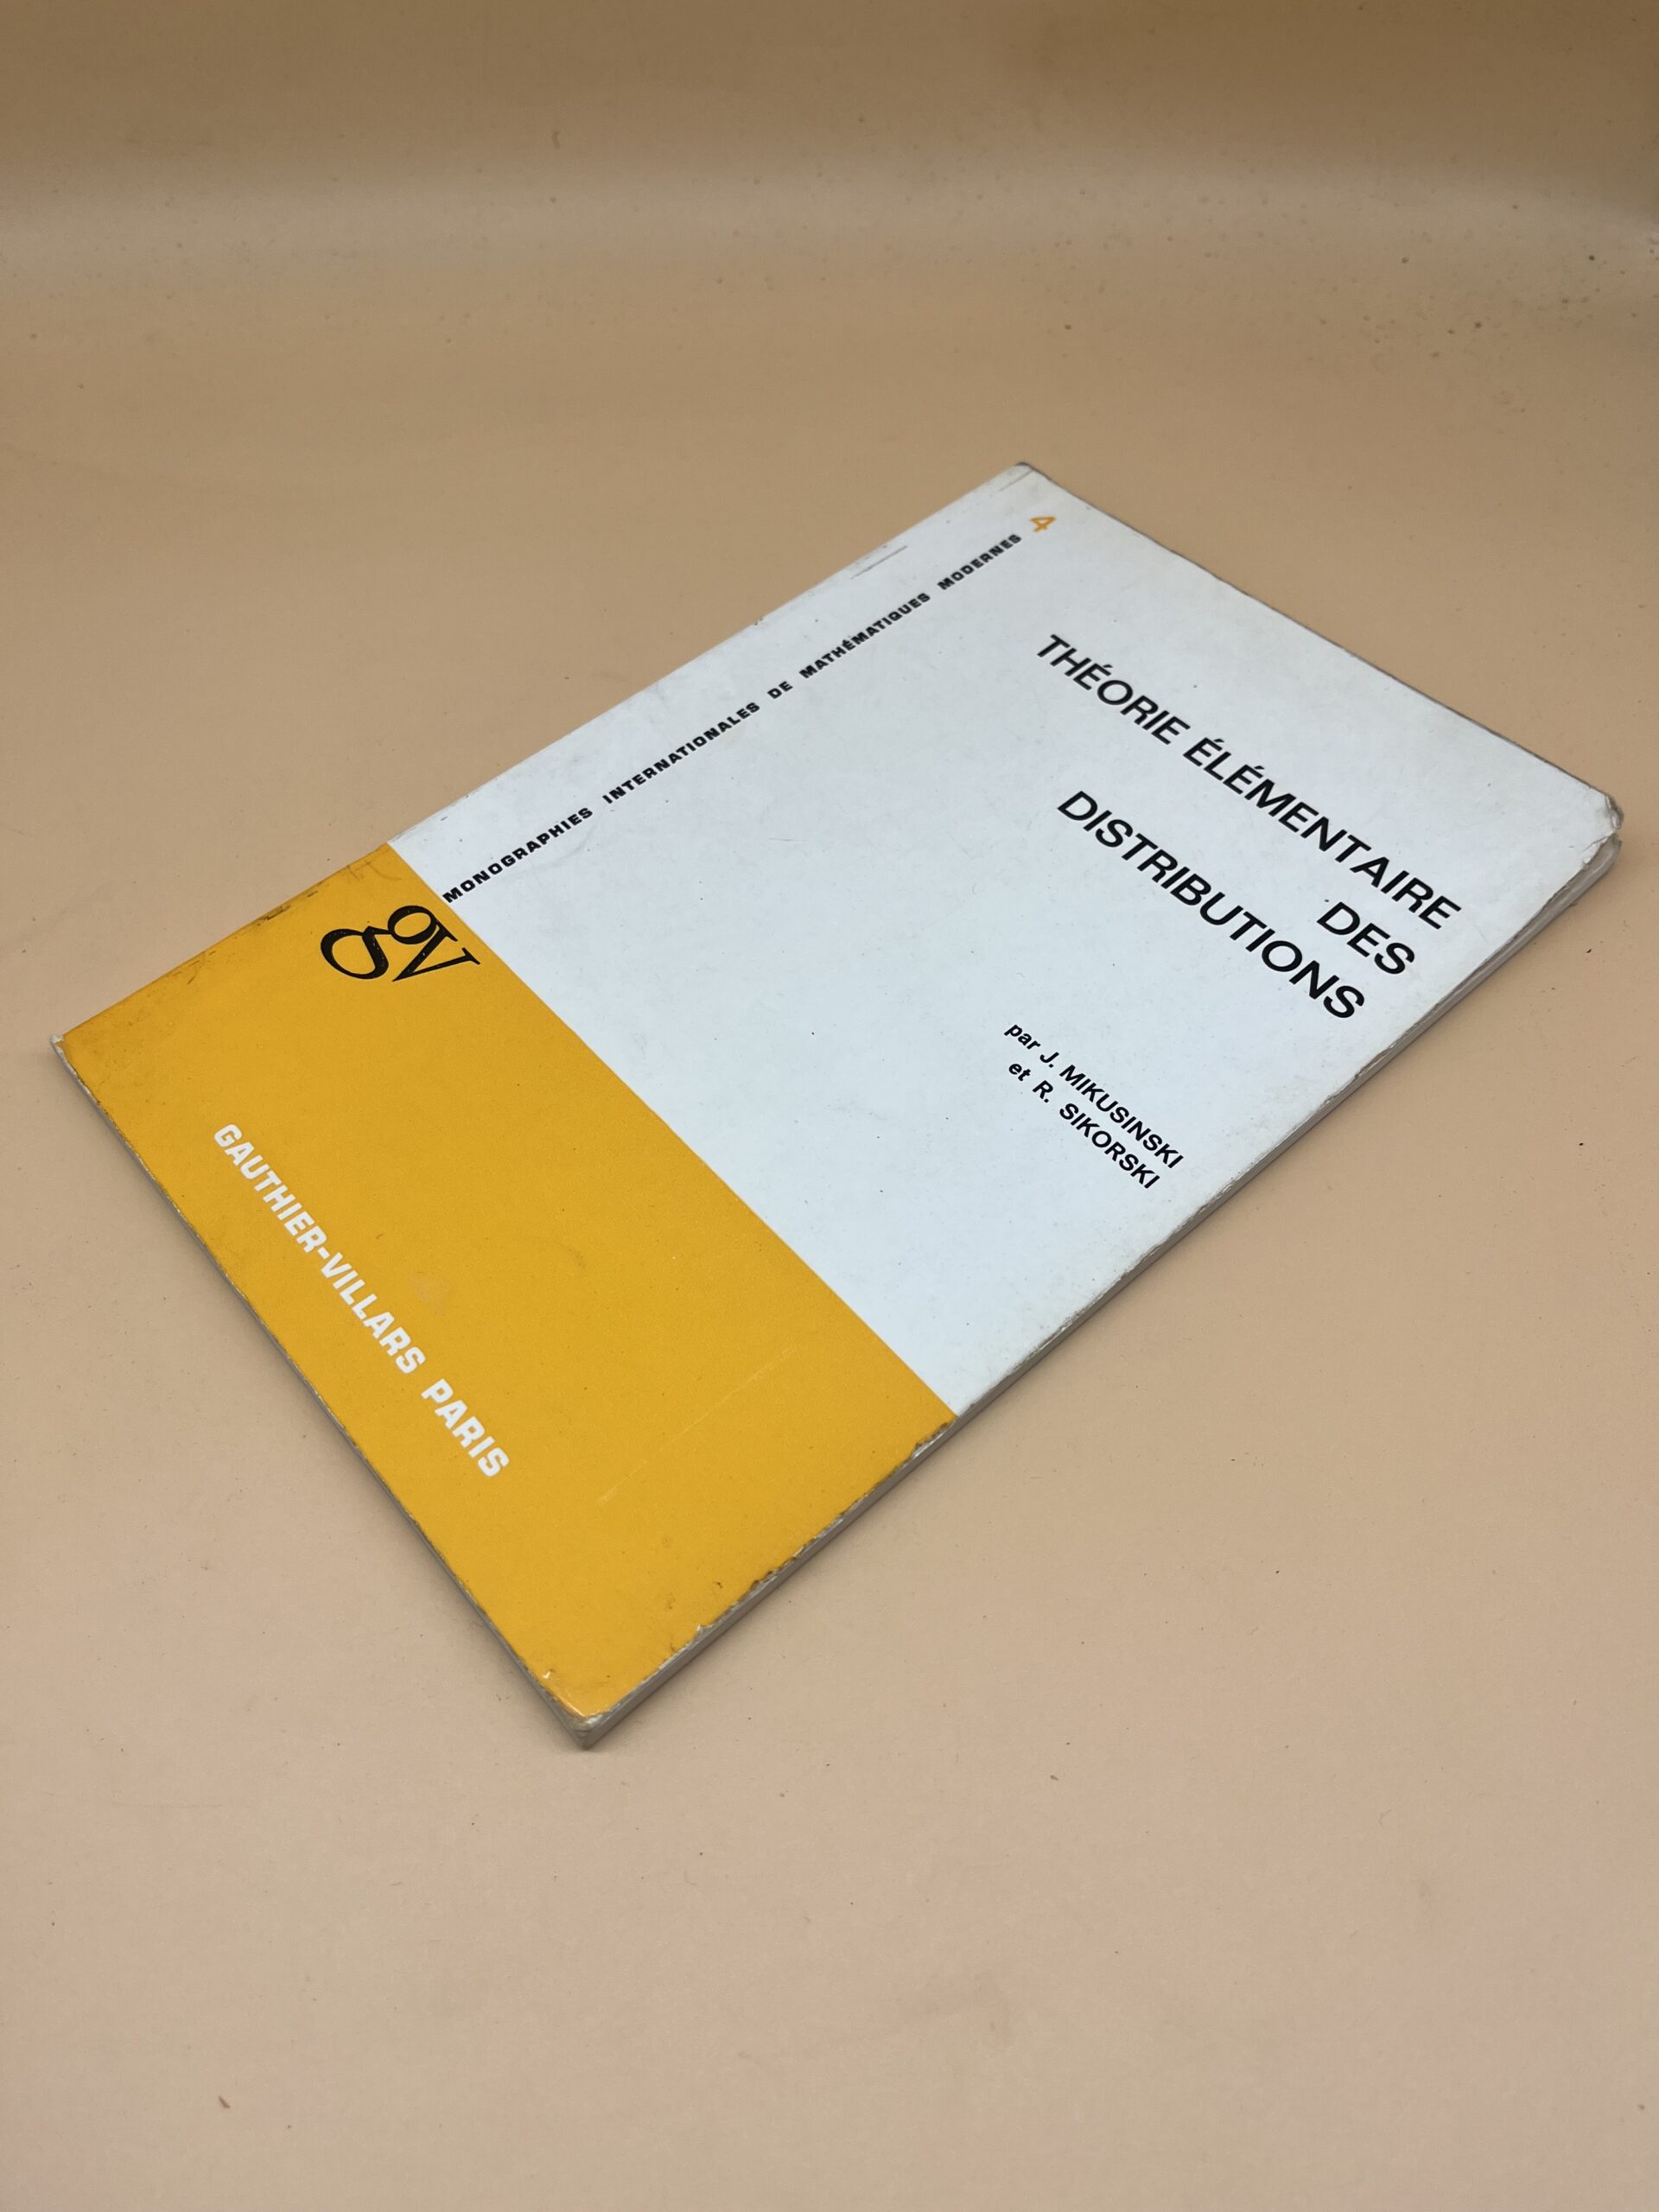 MONOGRAPHIES INTERNATIONALES DE MATHÉMATIQUES MODERNES 4
THÉORIE ÉLÉMENTAIRE
DES
DISTRIBUTIONS
par J. MIKUSINSKI
et R. SIKORSKI
gv
GAUTHIER-VILLARS PARIS